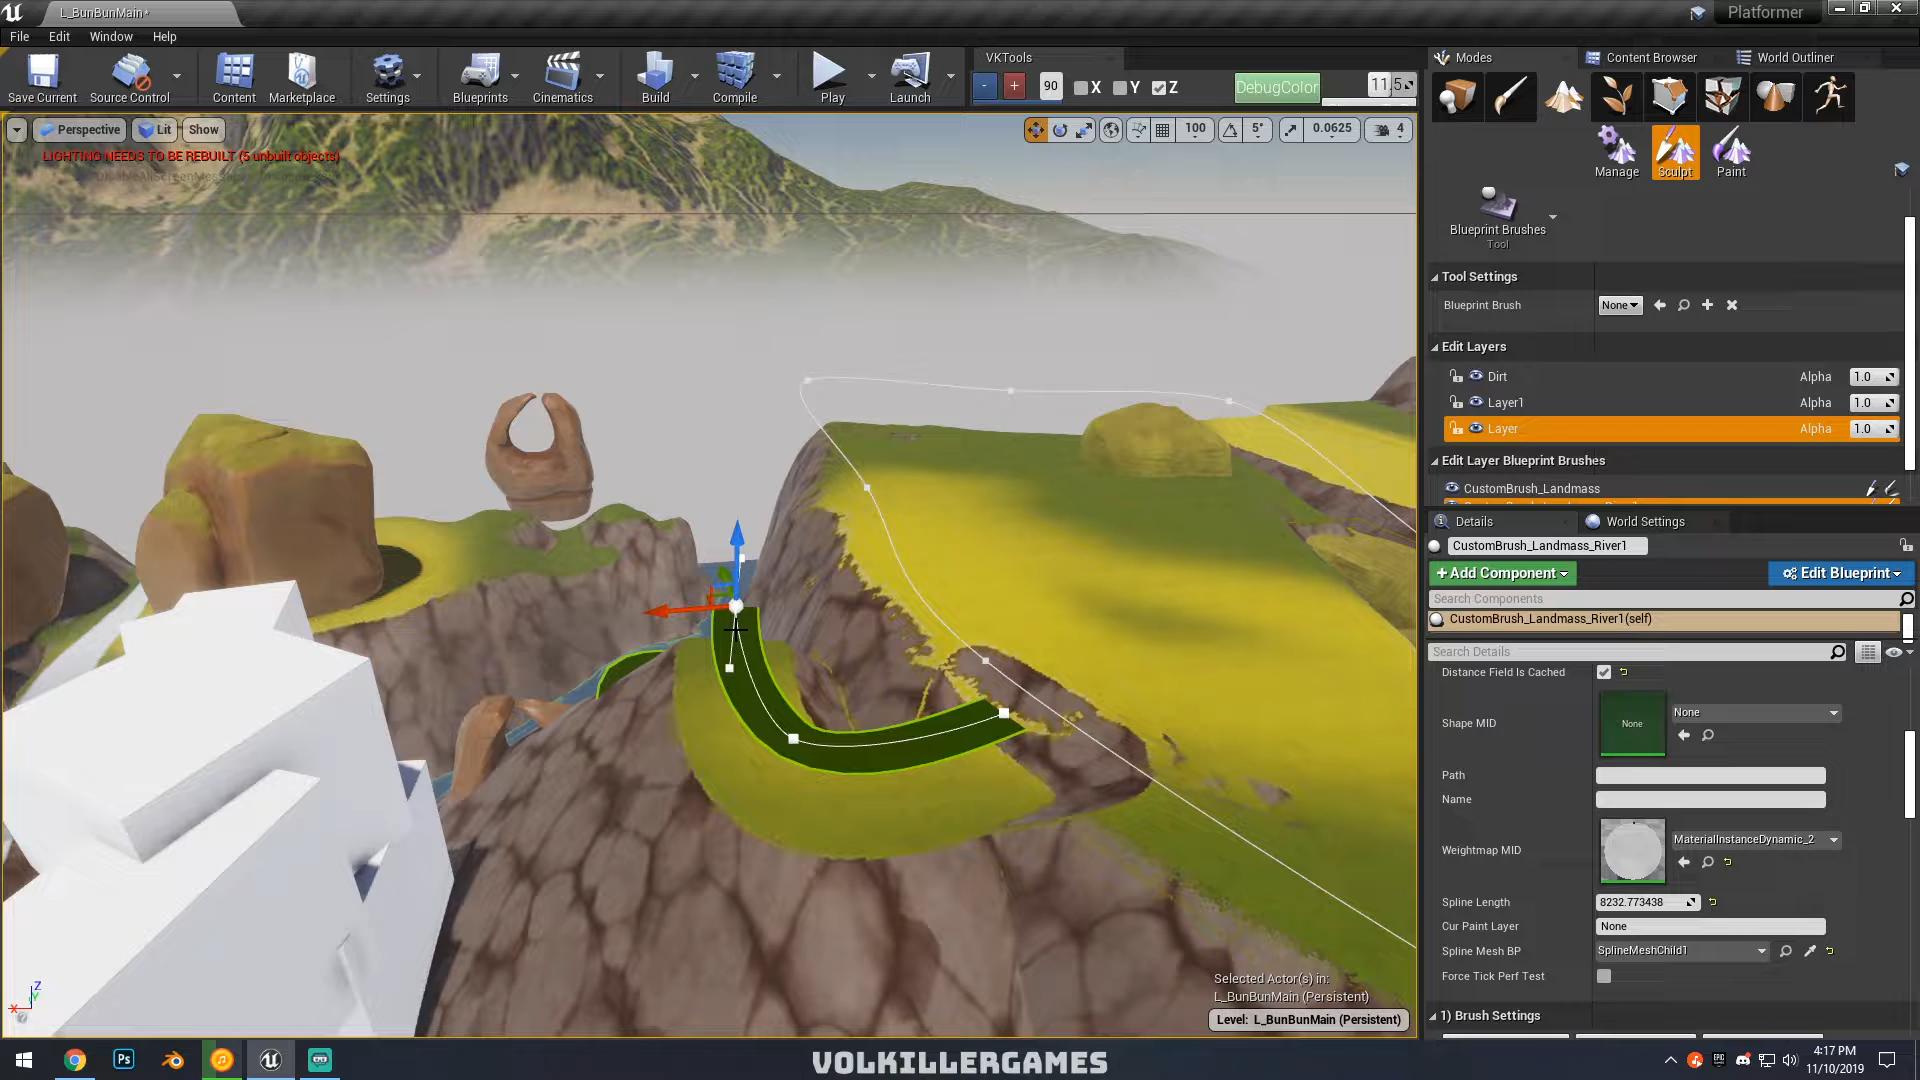 L_BunBunMain*
Platformer
File Edit Window Help
Save Current
Source Control
Content
Marketplace
Settings
Blueprints
Cinematics
Build
Compile
Play
Launch
VKTools
- + 90 X Y Z DebugColor 11,5
Modes Content Browser World Outliner
Perspective Lit Show
100 5° 0.0625 4
LIGHTING NEEDS TO BE REBUILT (5 unbuilt objects)
Manage Sculpt Paint
Blueprint Brushes
Tool
Tool Settings
Blueprint Brush None
Edit Layers
Dirt Alpha 1.0
Layer1 Alpha 1.0
Layer Alpha 1.0
Edit Layer Blueprint Brushes
CustomBrush_Landmass
Details World Settings
CustomBrush_Landmass_River1
+Add Component Edit Blueprint
Search Components
CustomBrush_Landmass_River1(self)
Search Details
Distance Field Is Cached
Shape MID None None
Path
Name
Weightmap MID MaterialInstanceDynamic_2
Spline Length 8232.773438
Cur Paint Layer None
Spline Mesh BP SplineMeshChild1
Force Tick Perf Test
1) Brush Settings
Selected Actor(s) in:
L_BunBunMain (Persistent)
Level: L_BunBunMain (Persistent)
Z
Y
X
Ps
VOLKILLERGAMES
4:17 PM
11/10/2019